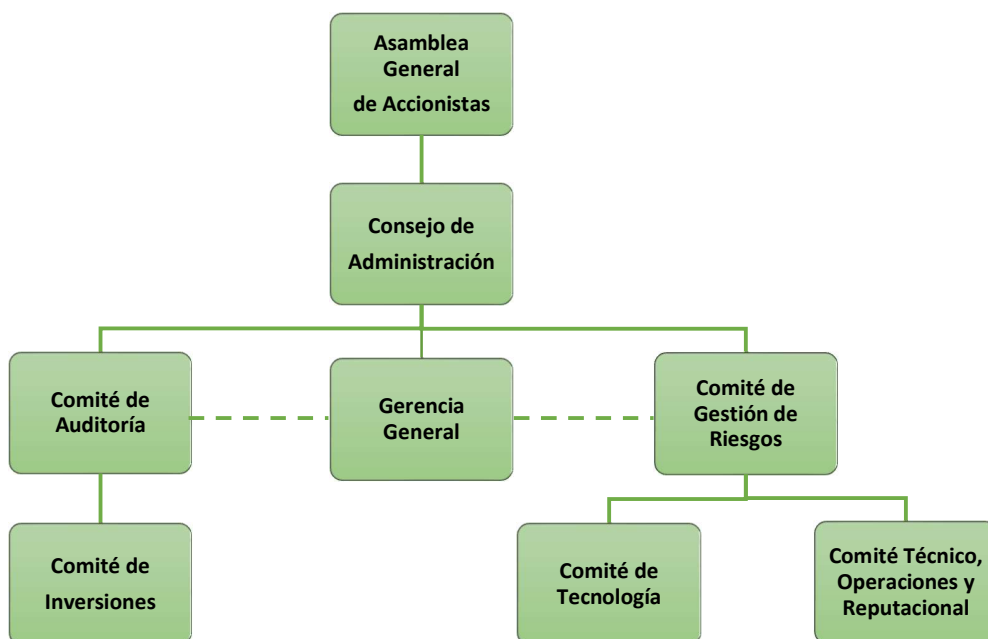 Asamblea
General
de Accionistas
Consejo de
Administración
Comité de
Auditoría
Gerencia
General
Comité de
Gestión de
Riesgos
Comité de
Inversiones
Comité de
Tecnología
Comité Técnico,
Operaciones y
Reputacional